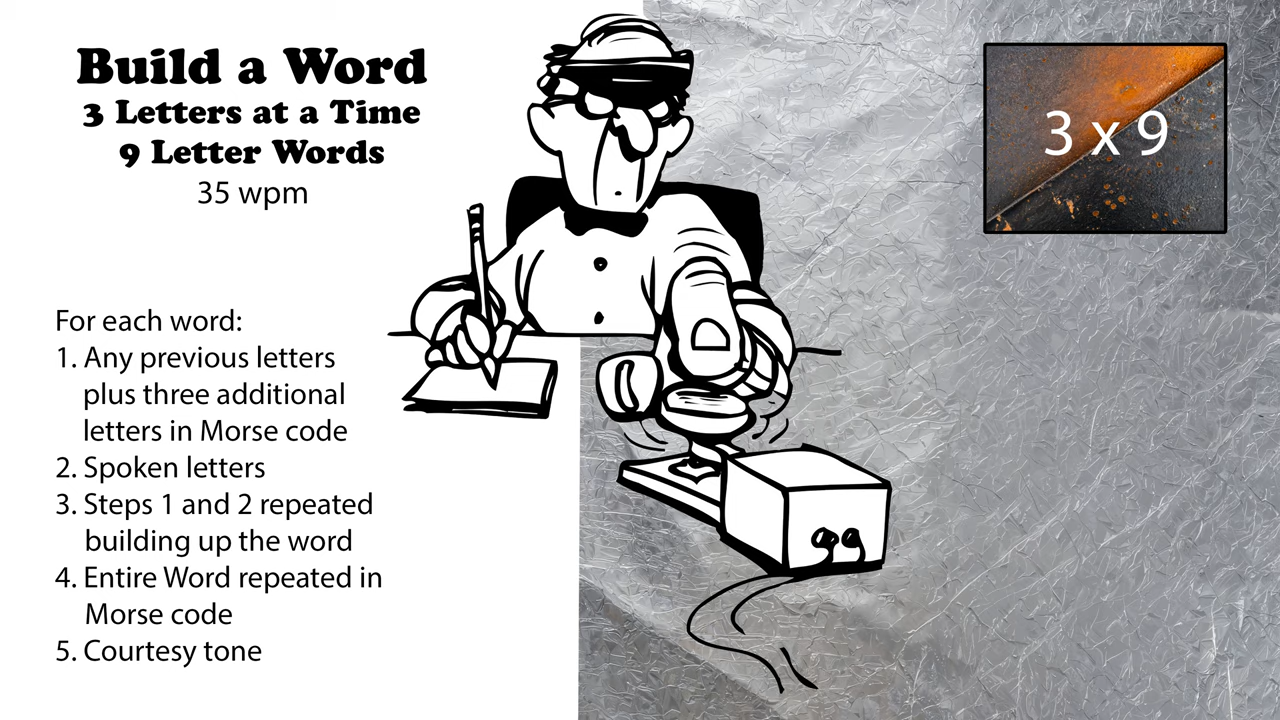 Build a Word
3 Letters at a Time
9 Letter Words
35 wpm
3 x 9
For each word:
1. Any previous letters
plus three additional
letters in Morse code
2. Spoken letters
3. Steps 1 and 2 repeated
building up the word
4. Entire Word repeated in
Morse code
5. Courtesy tone